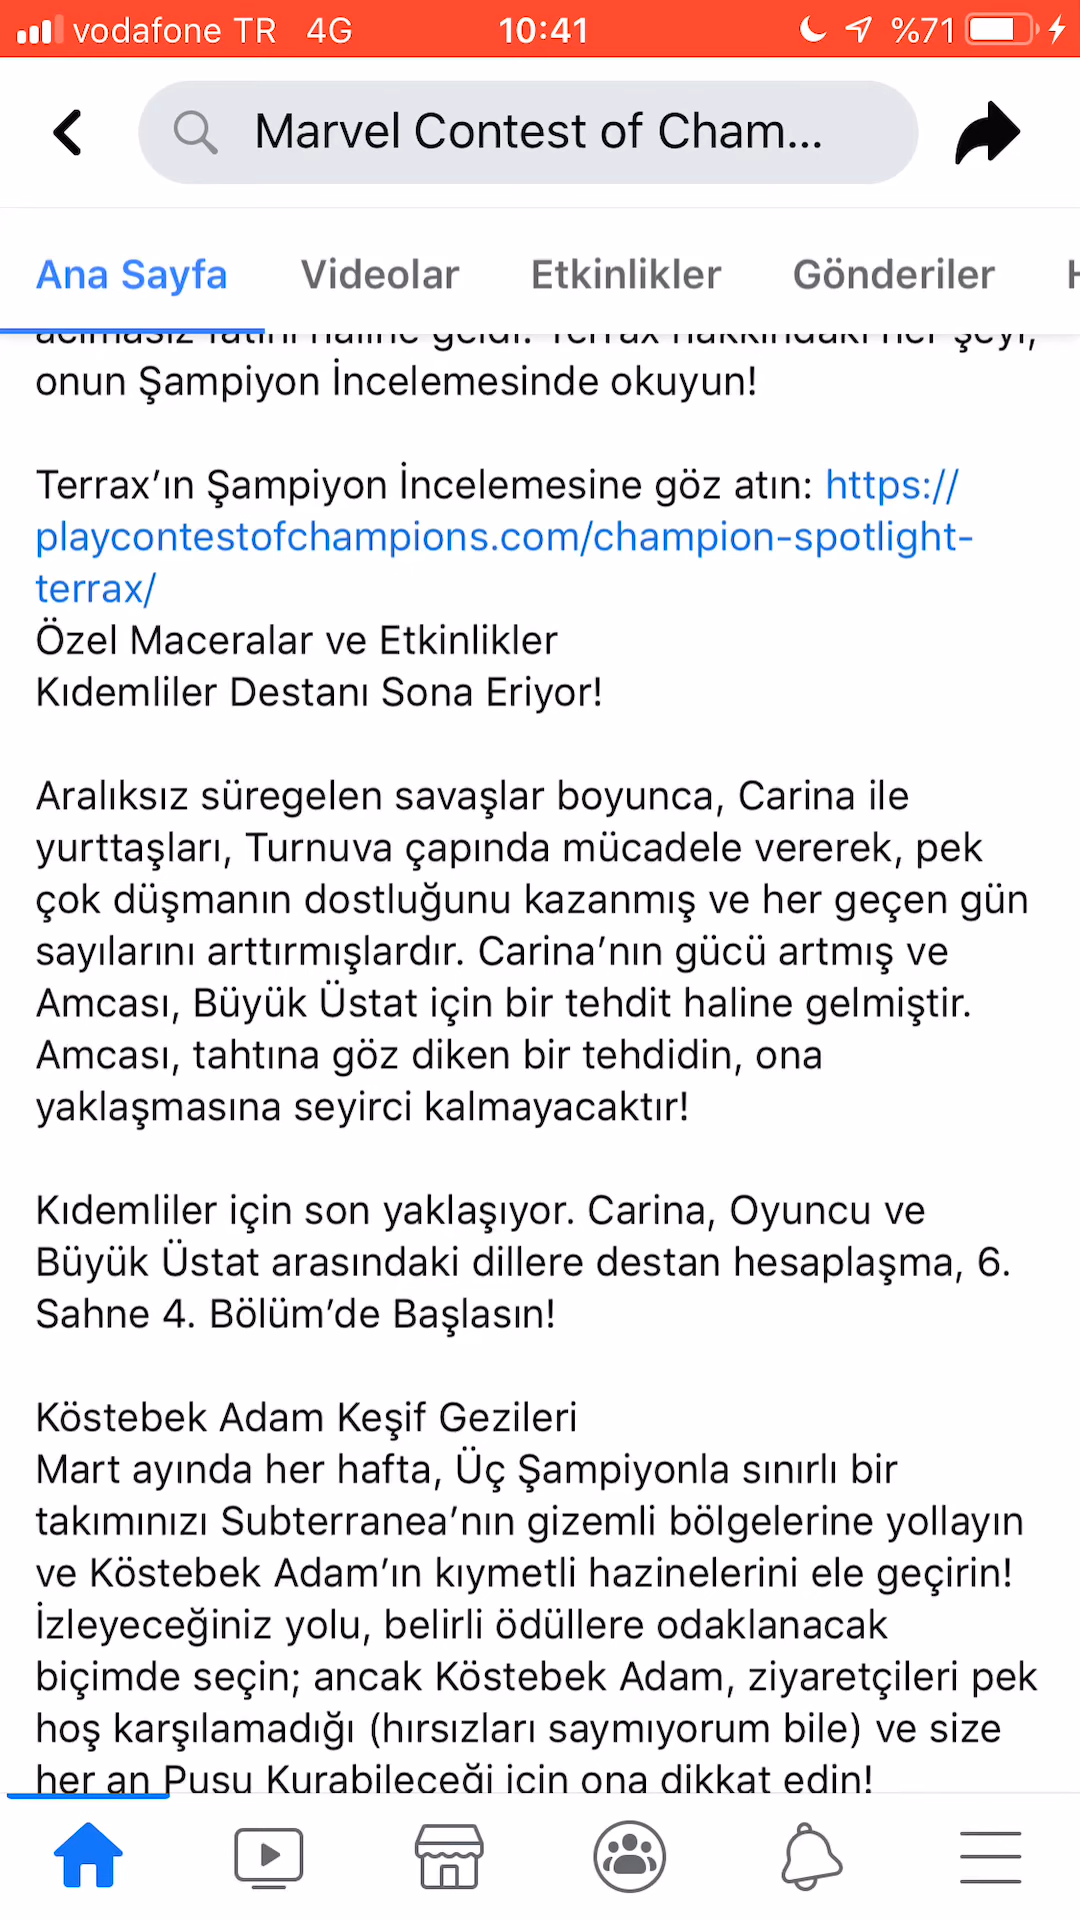 vodafone TR 4G 10:41 %71
Marvel Contest of Cham...
Ana Sayfa Videolar Etkinlikler Gönderiler
onun Şampiyon İncelemesinde okuyun!
Terrax’ın Şampiyon İncelemesine göz atın: https://
playcontestofchampions.com/champion-spotlight-
terrax/
Özel Maceralar ve Etkinlikler
Kıdemliler Destanı Sona Eriyor!
Aralıksız süregelen savaşlar boyunca, Carina ile
yurttaşları, Turnuva çapında mücadele vererek, pek
çok düşmanın dostluğunu kazanmış ve her geçen gün
sayılarını arttırmışlardır. Carina’nın gücü artmış ve
Amcası, Büyük Üstat için bir tehdit haline gelmiştir.
Amcası, tahtına göz diken bir tehdidin, ona
yaklaşmasına seyirci kalmayacaktır!
Kıdemliler için son yaklaşıyor. Carina, Oyuncu ve
Büyük Üstat arasındaki dillere destan hesaplaşma, 6.
Sahne 4. Bölüm’de Başlasın!
Köstebek Adam Keşif Gezileri
Mart ayında her hafta, Üç Şampiyonla sınırlı bir
takımınızı Subterranea’nın gizemli bölgelerine yollayın
ve Köstebek Adam’ın kıymetli hazinelerini ele geçirin!
İzleyeceğiniz yolu, belirli ödüllere odaklanacak
biçimde seçin; ancak Köstebek Adam, ziyaretçileri pek
hoş karşılamadığı (hırsızları saymıyorum bile) ve size
her an Pusu Kurabileceği için ona dikkat edin!